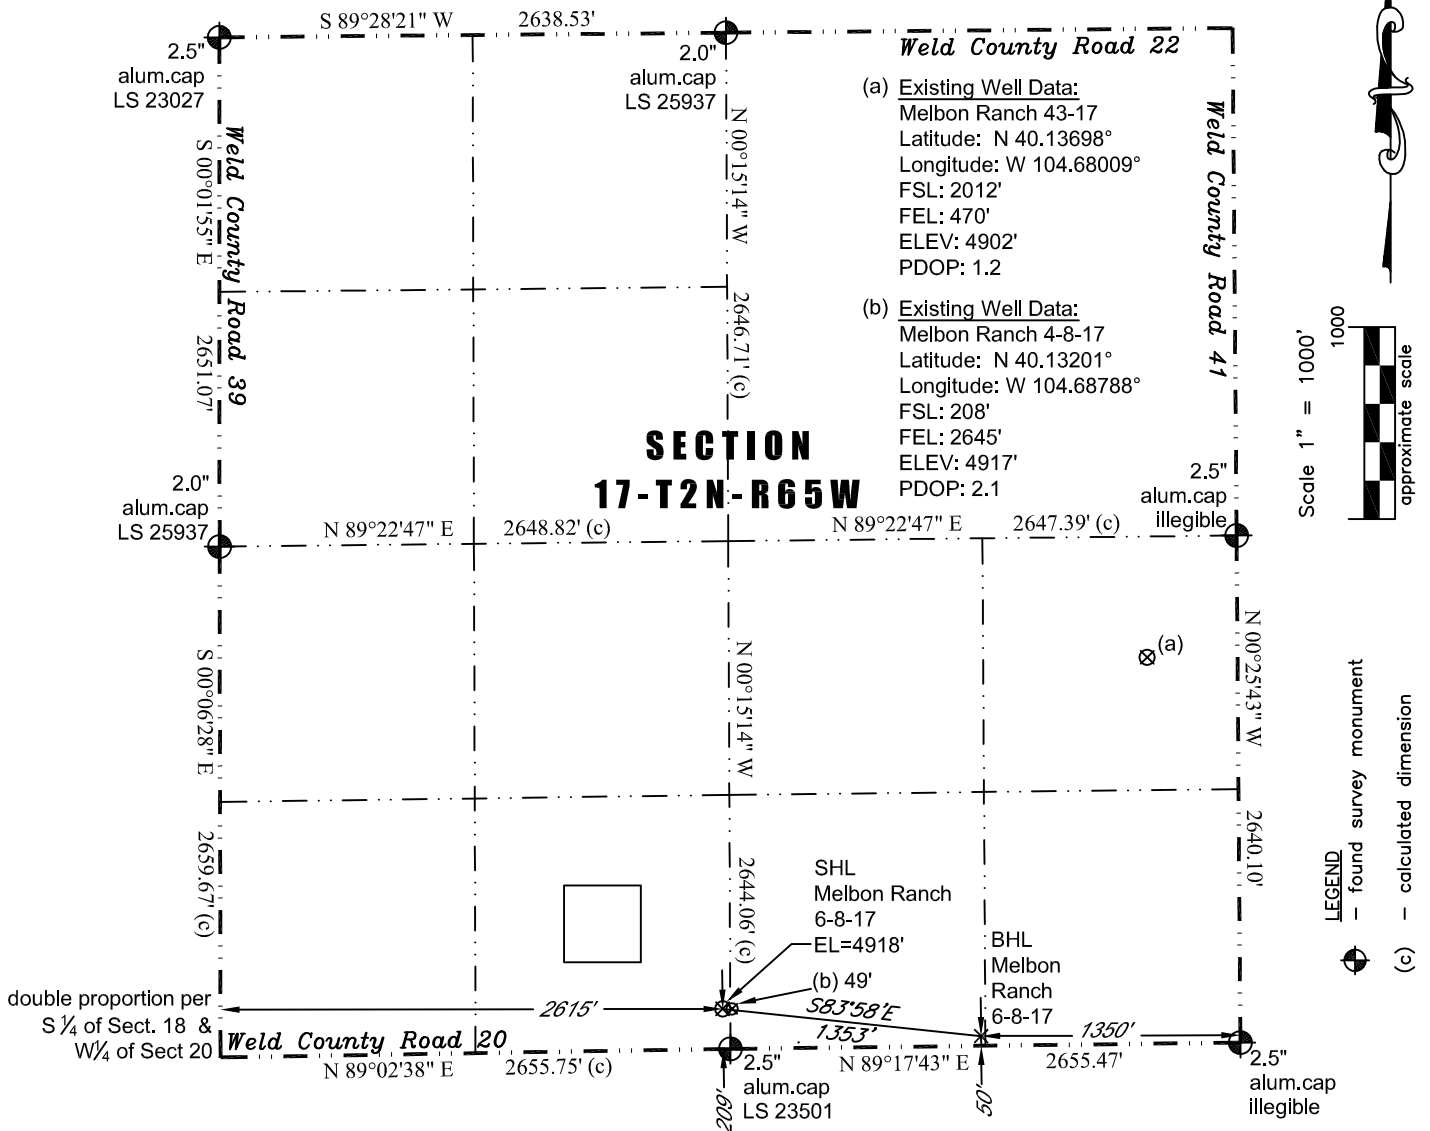 S 89°28'21" W 2638.53'
2.5"
alum.cap
LS 23027
2.0"
alum.cap
LS 25937
Weld County Road 22
(a) Existing Well Data:
Melbon Ranch 43-17
Latitude: N 40.13698°
Longitude: W 104.68009°
FSL: 2012'
FEL: 470'
ELEV: 4902'
PDOP: 1.2
(b) Existing Well Data:
Melbon Ranch 4-8-17
Latitude: N 40.13201°
Longitude: W 104.68788°
FSL: 208'
FEL: 2645'
ELEV: 4917'
PDOP: 2.1
Weld County Road 39
S 00°01'55" E 2651.07'
N 00°15'14" W 2646.71' (c)
Weld County Road 41
Scale 1" = 1000'
1000
approximate scale
SECTION
17-T2N-R65W
2.0"
alum.cap
LS 25937
2.5"
alum.cap
illegible
N 89°22'47" E 2648.82' (c)
N 89°22'47" E 2647.39' (c)
S 00°06'28" E 2659.67' (c)
N 00°15'14" W 2644.06' (c)
(a)
N 00°25'43" W 2640.10'
LEGEND
- found survey monument
(c) - calculated dimension
SHL
Melbon Ranch
6-8-17
EL=4918'
(b) 49'
BHL
Melbon
Ranch
6-8-17
double proportion per
S 1/4 of Sect. 18 &
W1/4 of Sect 20
2615'
S83°58'E
1353'
1350'
Weld County Road 20
N 89°02'38" E 2655.75' (c)
N 89°17'43" E 2655.47'
209'
50'
2.5"
alum.cap
LS 23501
2.5"
alum.cap
illegible